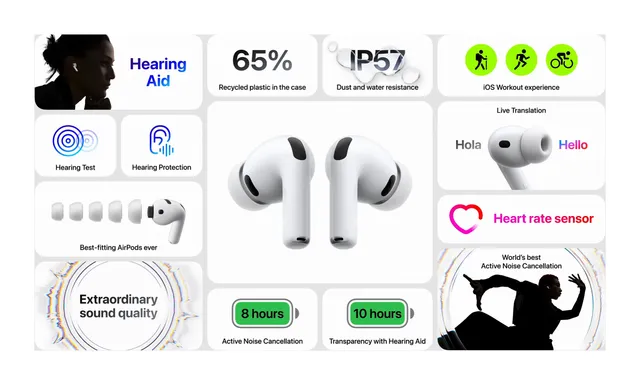 Hearing
Aid
65%
Recycled plastic in the case
IP57
Dust and water resistance
iOS Workout experience
Hearing Test
Hearing Protection
Live Translation
Hola
Hello
Best-fitting AirPods ever
Heart rate sensor
Extraordinary
sound quality
8 hours
Active Noise Cancellation
10 hours
Transparency with Hearing Aid
World's best
Active Noise Cancellation